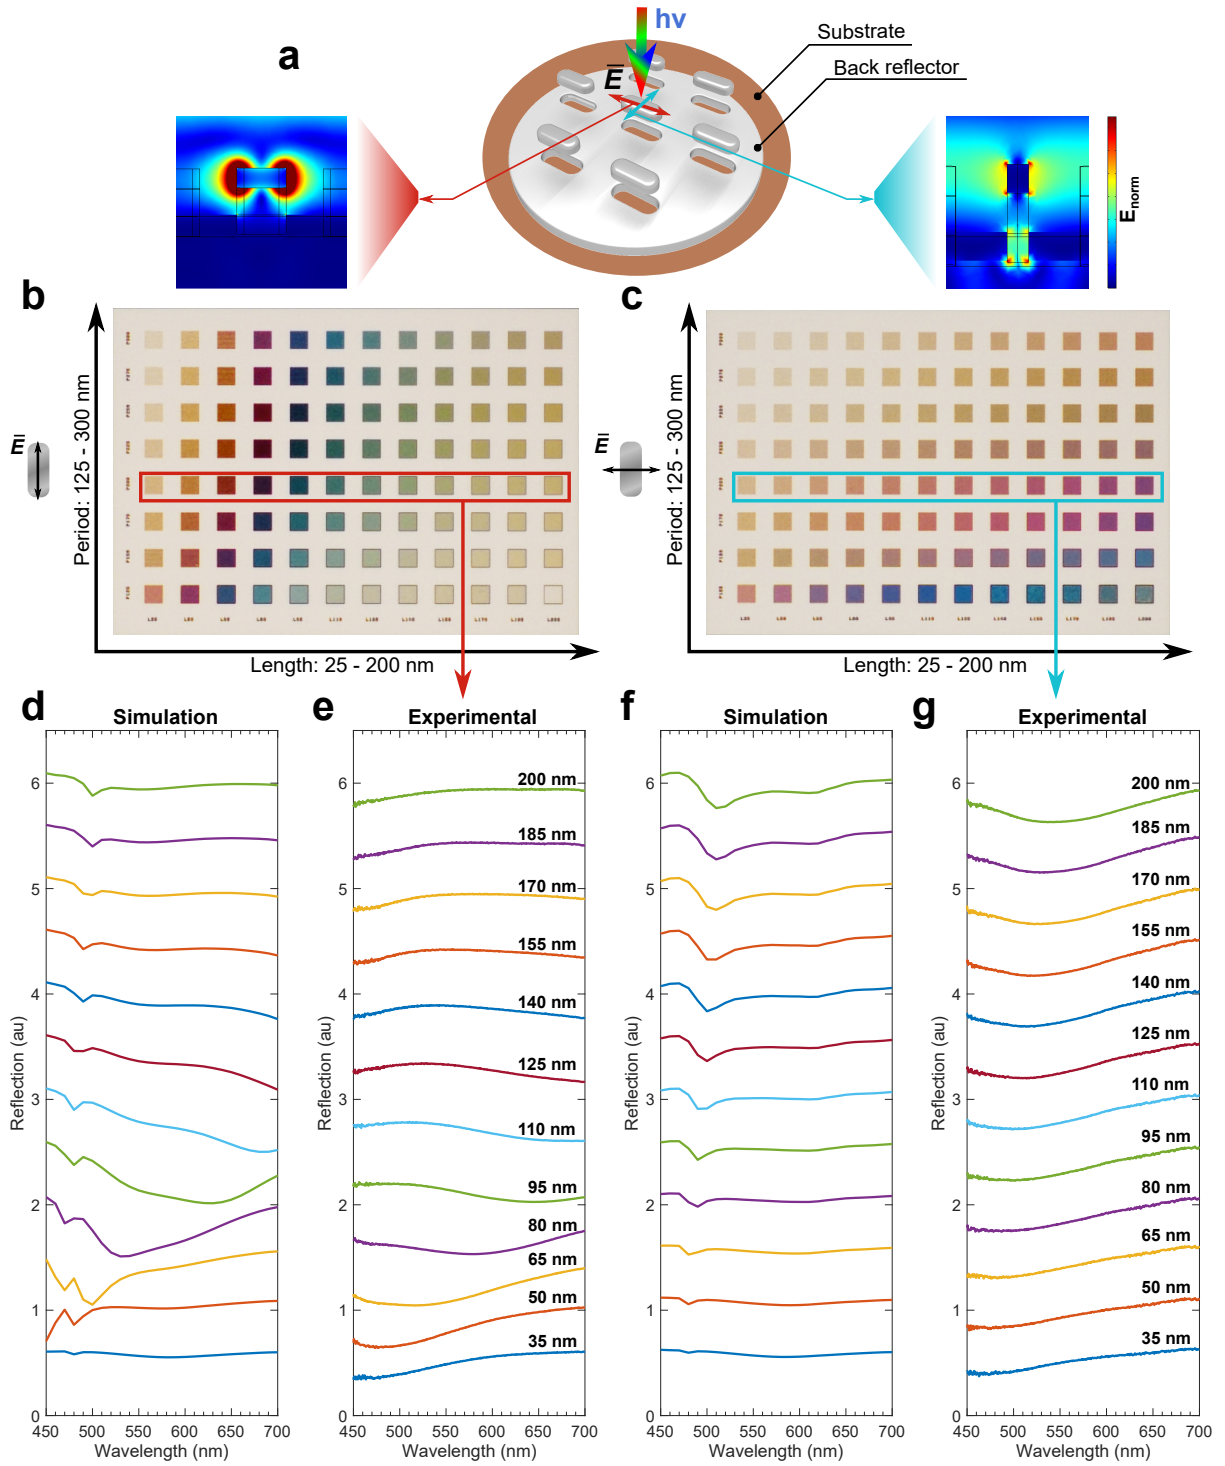 a
hν
E
Substrate
Back reflector
E norm
b
c
E
Period: 125 - 300 nm
Length: 25 - 200 nm
E
Period: 125 - 300 nm
Length: 25 - 200 nm
d
Simulation
e
Experimental
f
Simulation
g
Experimental
Reflection (au)
6
5
4
3
2
1
0
450 500 550 600 650 700
Wavelength (nm)
Reflection (au)
6
5
4
3
2
1
0
200 nm
185 nm
170 nm
155 nm
140 nm
125 nm
110 nm
95 nm
80 nm
65 nm
50 nm
35 nm
450 500 550 600 650 700
Wavelength (nm)
Reflection (au)
6
5
4
3
2
1
0
450 500 550 600 650 700
Wavelength (nm)
Reflection (au)
6
5
4
3
2
1
0
200 nm
185 nm
170 nm
155 nm
140 nm
125 nm
110 nm
95 nm
80 nm
65 nm
50 nm
35 nm
450 500 550 600 650 700
Wavelength (nm)